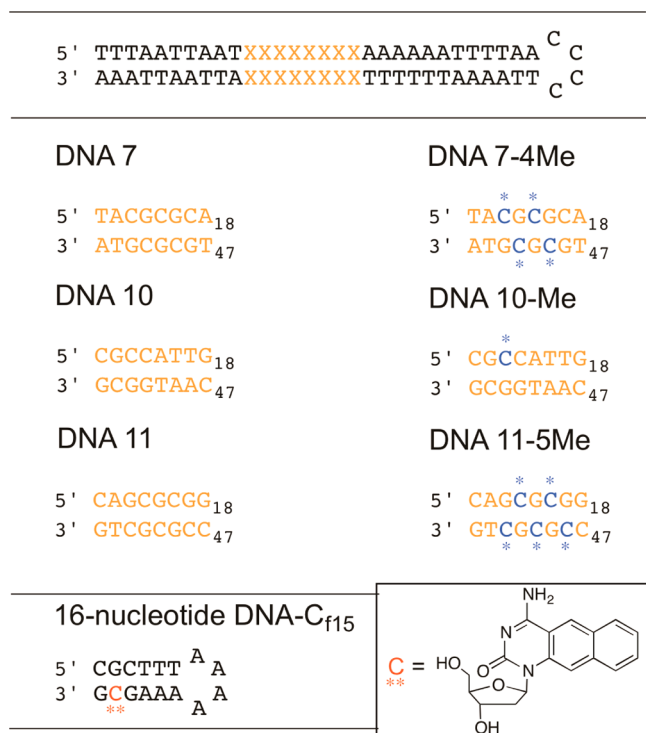 5' TTTAATTAATXXXXXXXXAAAAAATTTTAA C C
3' AAATTAATTAXXXXXXXXTTTTTTAAAATT C C
DNA 7
5' TACGCGCA18
3' ATGCGCGT47
DNA 7-4Me
* *
5' TACGCGCA18
3' ATGCGCGT47
* *
DNA 10
5' CGCCATTG18
3' GCGGTAAC47
DNA 10-Me
*
5' CGCCATTG18
3' GCGGTAAC47
DNA 11
5' CAGCGCGG18
3' GTCGCGCC47
DNA 11-5Me
* *
5' CAGCGCGG18
3' GTCGCGCC47
* * *
16-nucleotide DNA-Cf15
5' CGCTTT A A
3' GCGAAA A A
**
C =
**
NH2
N
O
N
HO
O
OH